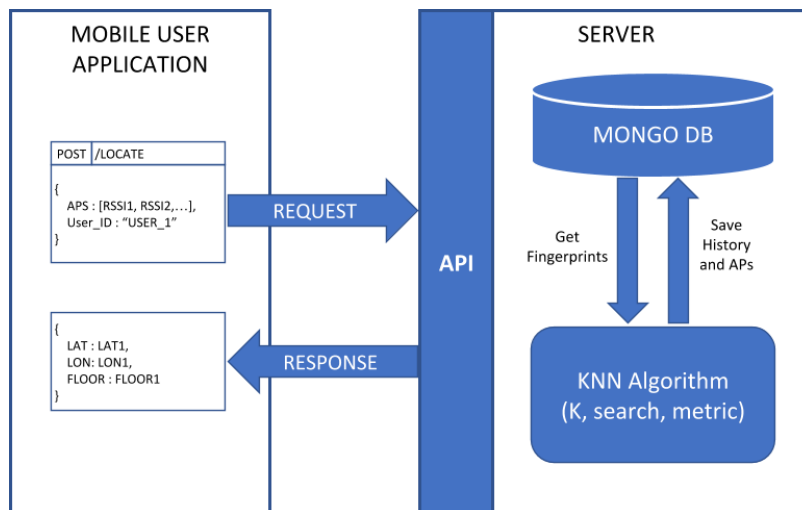 MOBILE USER
APPLICATION
POST /LOCATE
{
APS : [RSSI1, RSSI2,...],
User_ID : “USER_1”
}
REQUEST
{
LAT : LAT1,
LON: LON1,
FLOOR : FLOOR1
}
RESPONSE
API
SERVER
MONGO DB
Get
Fingerprints
Save
History
and APs
KNN Algorithm
(K, search, metric)